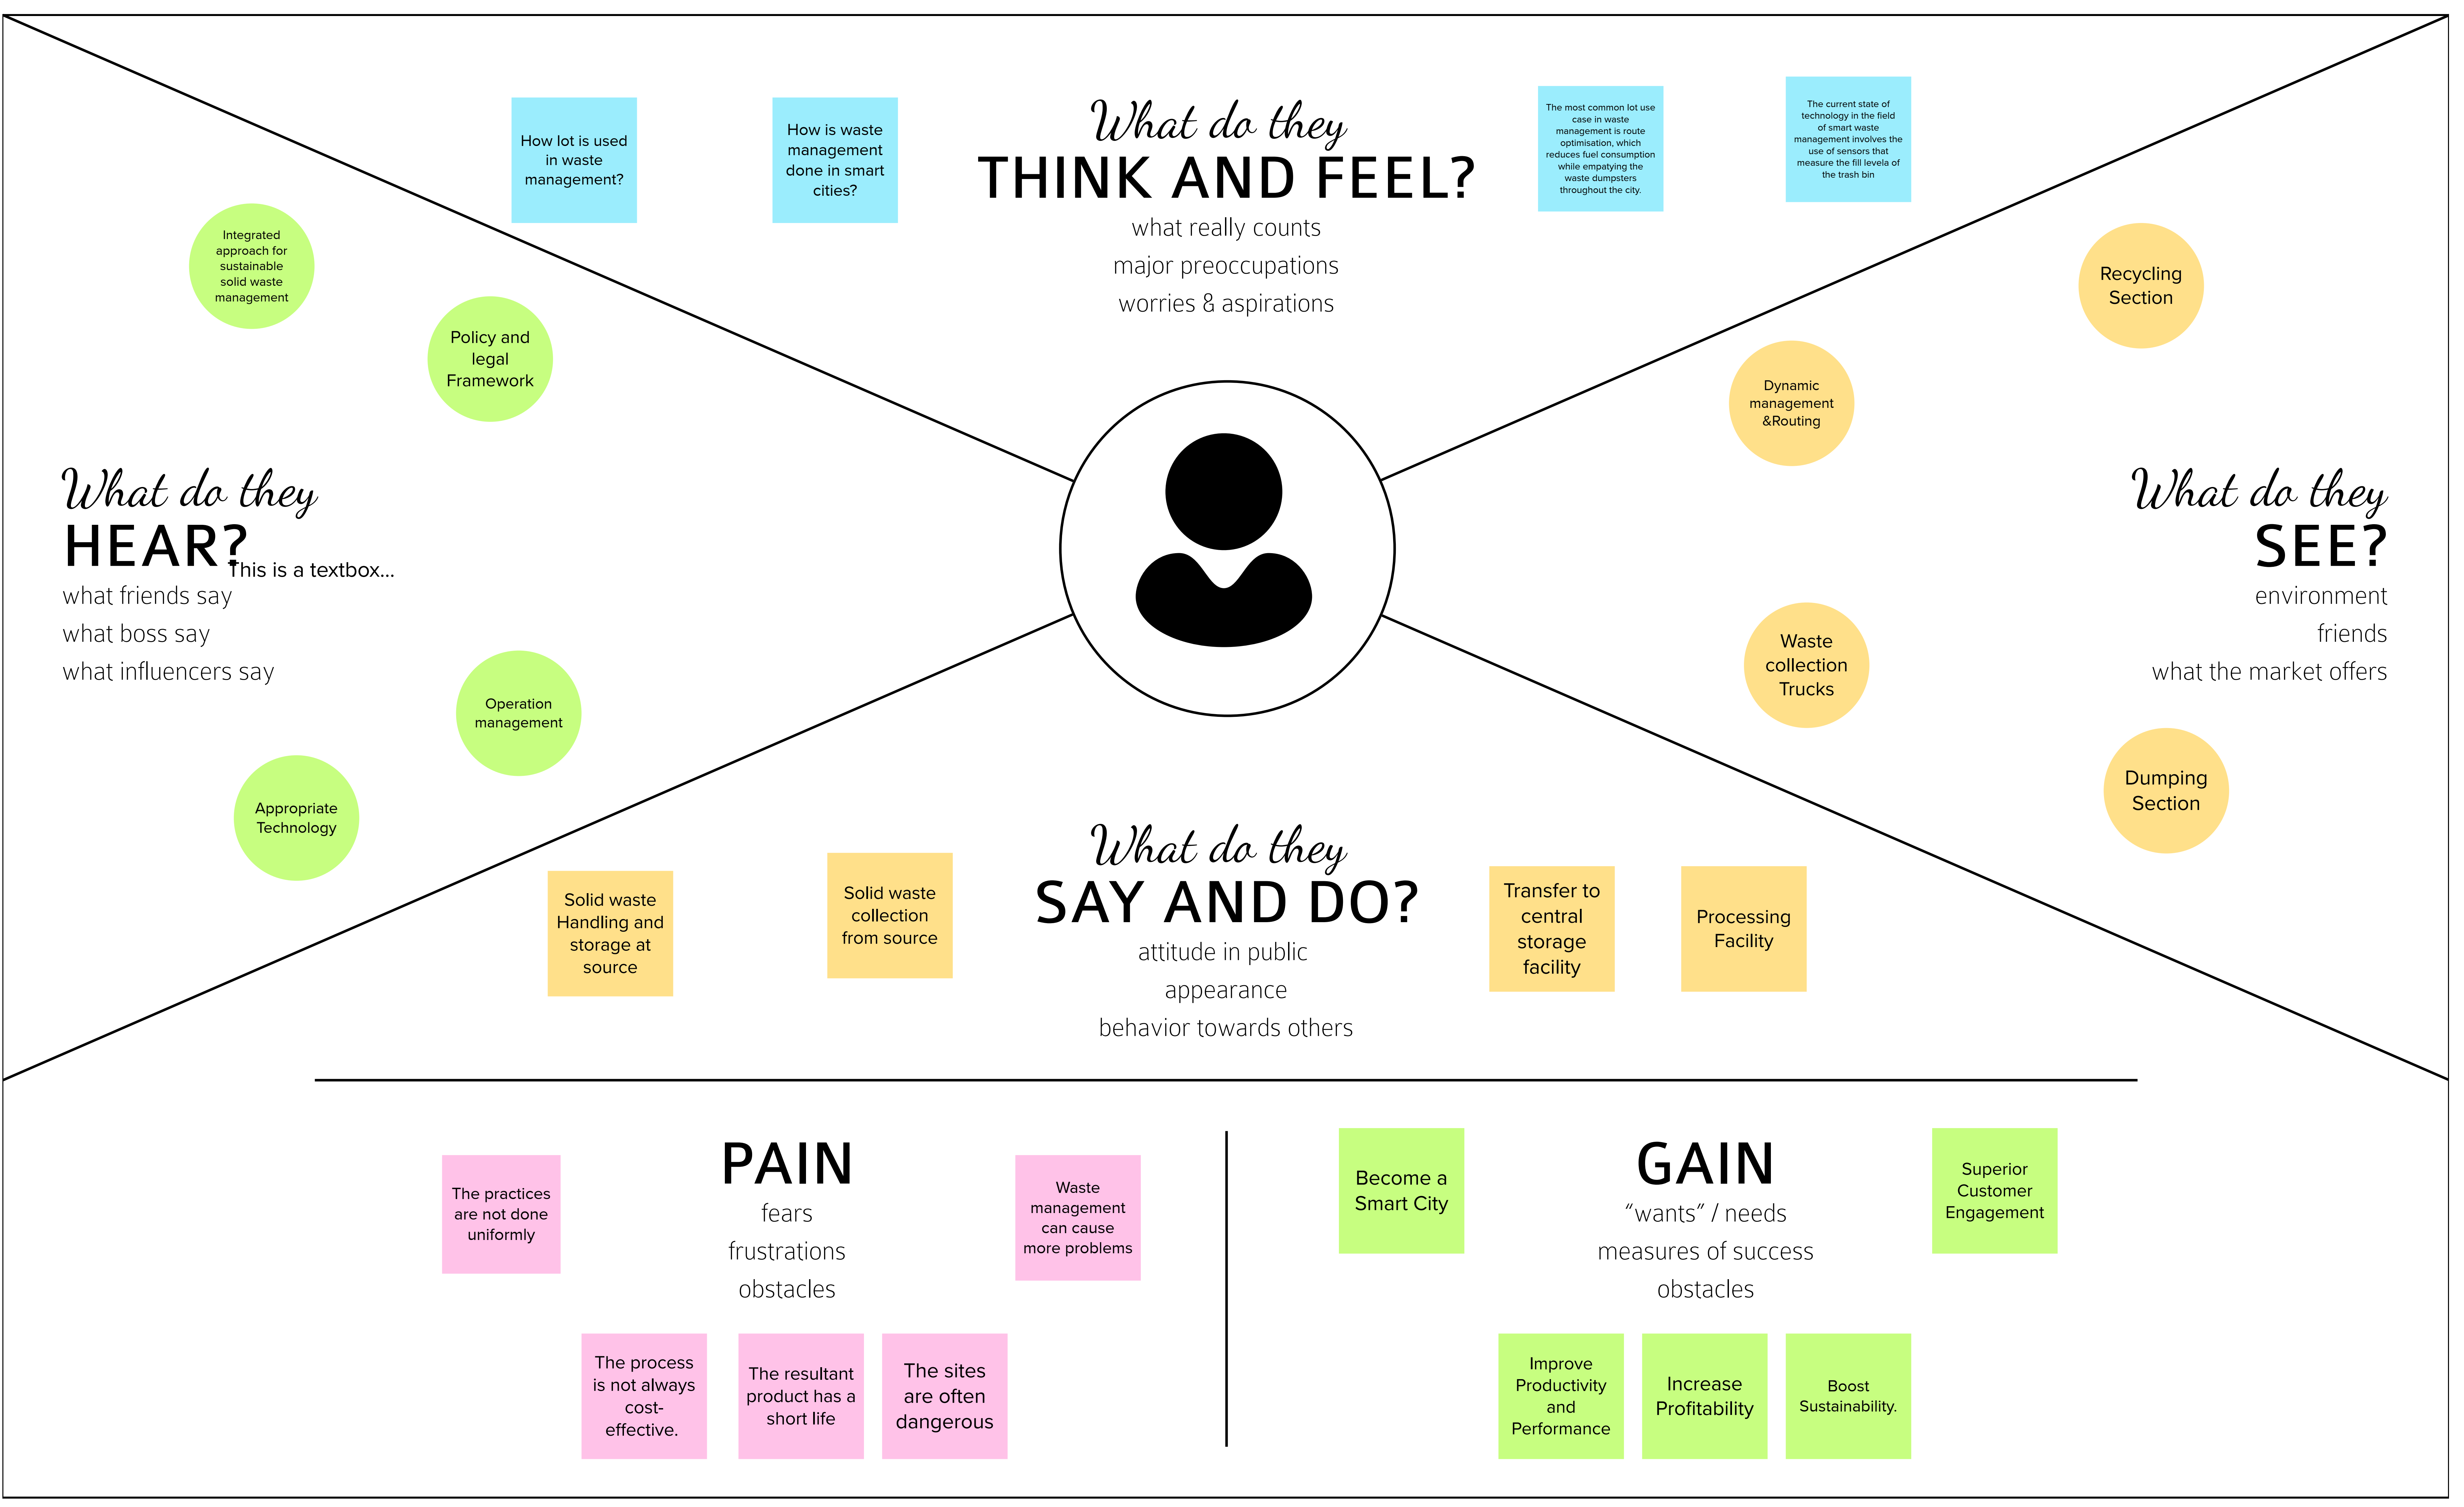 How Iot is used
in waste
management?
How is waste
management
done in smart
cities?
What do they
THINK AND FEEL?
what really counts
major preoccupations
worries & aspirations
The most common Iot use
case in waste
management is route
optimisation, which
reduces fuel consumption
while empatying the
waste dumpsters
throughout the city.
The current state of
technology in the field
of smart waste
management involves the
use of sensors that
measure the fill levela of
the trash bin
Integrated
approach for
sustainable
solid waste
management
Policy and
legal
Framework
What do they
HEAR?
This is a textbox...
what friends say
what boss say
what influencers say
Operation
management
Appropriate
Technology
Recycling
Section
Dynamic
management
&Routing
What do they
SEE?
environment
friends
what the market offers
Waste
collection
Trucks
Dumping
Section
Solid waste
Handling and
storage at
source
Solid waste
collection
from source
What do they
SAY AND DO?
attitude in public
appearance
behavior towards others
Transfer to
central
storage
facility
Processing
Facility
The practices
are not done
uniformly
PAIN
fears
frustrations
obstacles
Waste
management
can cause
more problems
The process
is not always
cost-
effective.
The resultant
product has a
short life
The sites
are often
dangerous
Become a
Smart City
GAIN
“wants” / needs
measures of success
obstacles
Superior
Customer
Engagement
Improve
Productivity
and
Performance
Increase
Profitability
Boost
Sustainability.